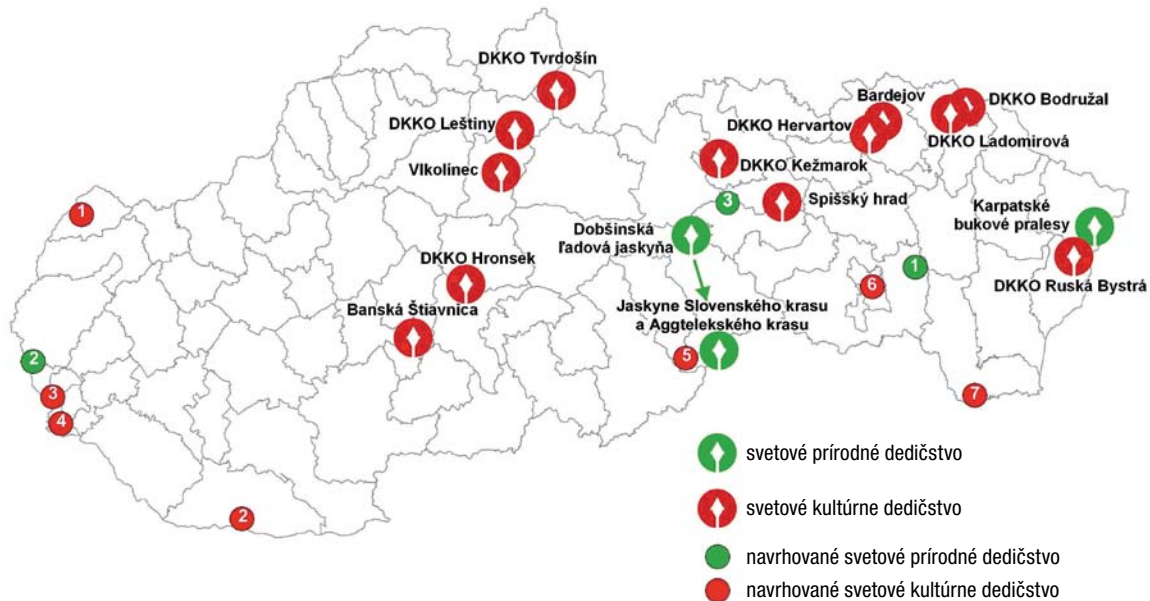 DKKO Tvrdošín
DKKO Leštiny
Vlkolínec
Bardejov
DKKO Bodružal
DKKO Hervartov
DKKO Ladomirová
DKKO Kežmarok
Spišský hrad
1
3
Karpatské
bukové pralesy
Dobšinská
ľadová jaskyňa
DKKO Hronsek
1
6
DKKO Ruská Bystrá
Banská Štiavnica
Jaskyne Slovenského krasu
a Aggtelekského krasu
2
5
3
7
4
2
svetové prírodné dedičstvo
svetové kultúrne dedičstvo
navrhované svetové prírodné dedičstvo
navrhované svetové kultúrne dedičstvo